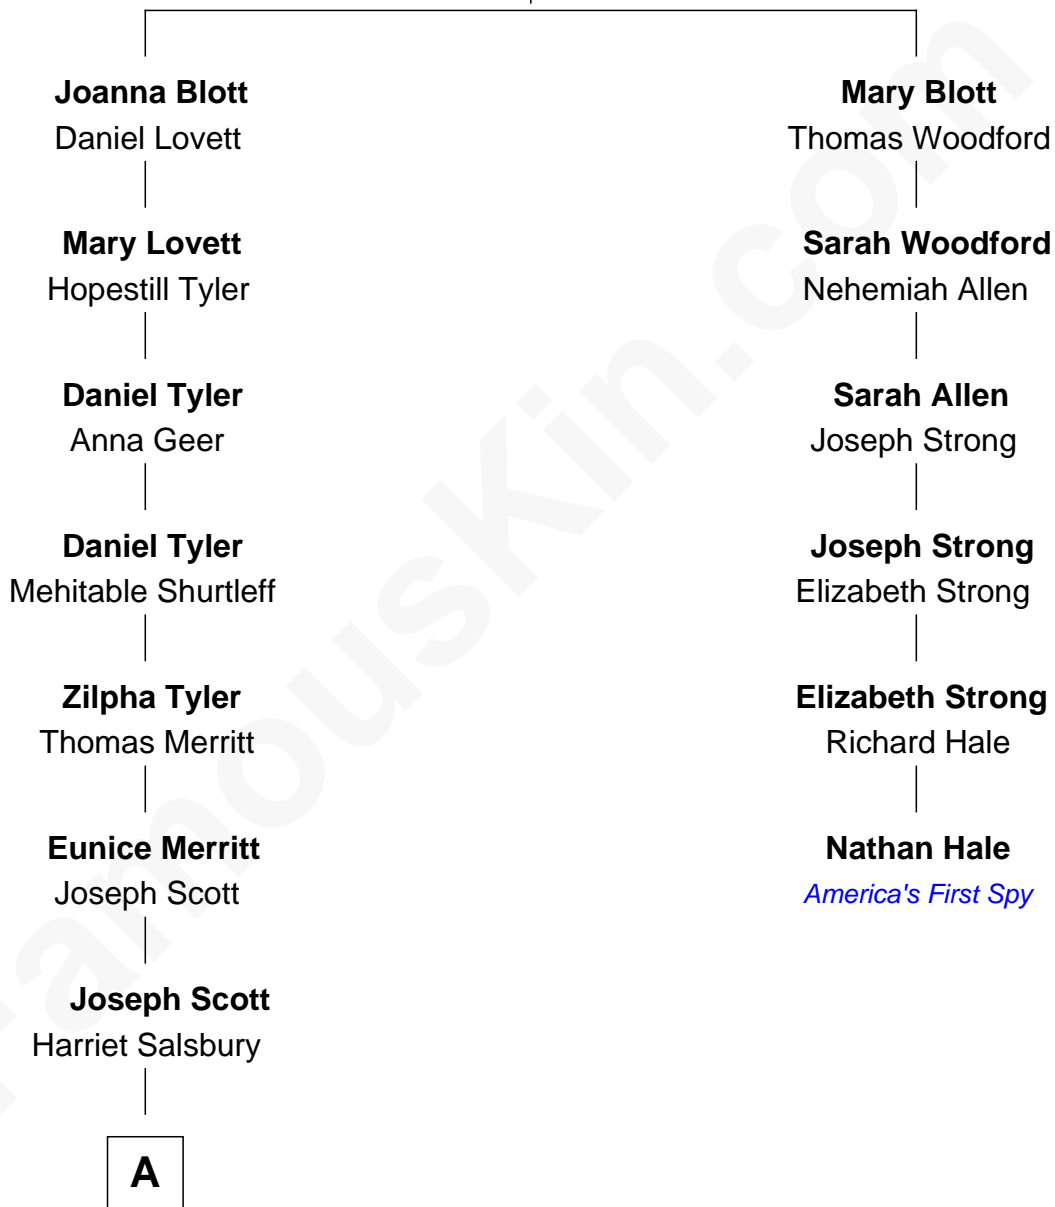 Joanna Blott
Daniel Lovett
Mary Lovett
Hopestill Tyler
Daniel Tyler
Anna Geer
Daniel Tyler
Mehitable Shurtleff
Zilpha Tyler
Thomas Merritt
Eunice Merritt
Joseph Scott
Joseph Scott
Harriet Salsbury
A
Mary Blott
Thomas Woodford
Sarah Woodford
Nehemiah Allen
Sarah Allen
Joseph Strong
Joseph Strong
Elizabeth Strong
Elizabeth Strong
Richard Hale
Nathan Hale
America's First Spy
FamousKin.com